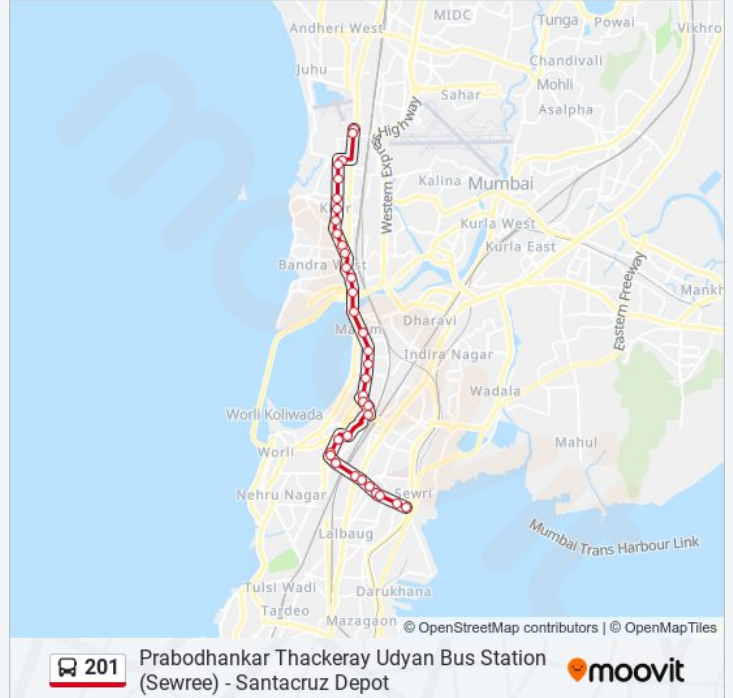 MIDC
Andheri West
Tunga
Powai
Vikhro
Chandivali
Juhu
Mohli
Sahar
Asalpha
Western Express Highway
Kalina
Mumbai
Kurla West
Kurla East
Bandra West
Eastern Freeway
Mankh
Dharavi
Indira Nagar
Wadala
Worli Koliwada
Mahul
Worli
Nehru Nagar
Sewri
Mumbai Trans Harbour Link
Lalbaug
Tulsi Wadi
Darukhana
Tardeo
Mazagaon
© OpenStreetMap contributors | © OpenMapTiles
201
Prabodhankar Thackeray Udyan Bus Station
(Sewree) - Santacruz Depot
moovit